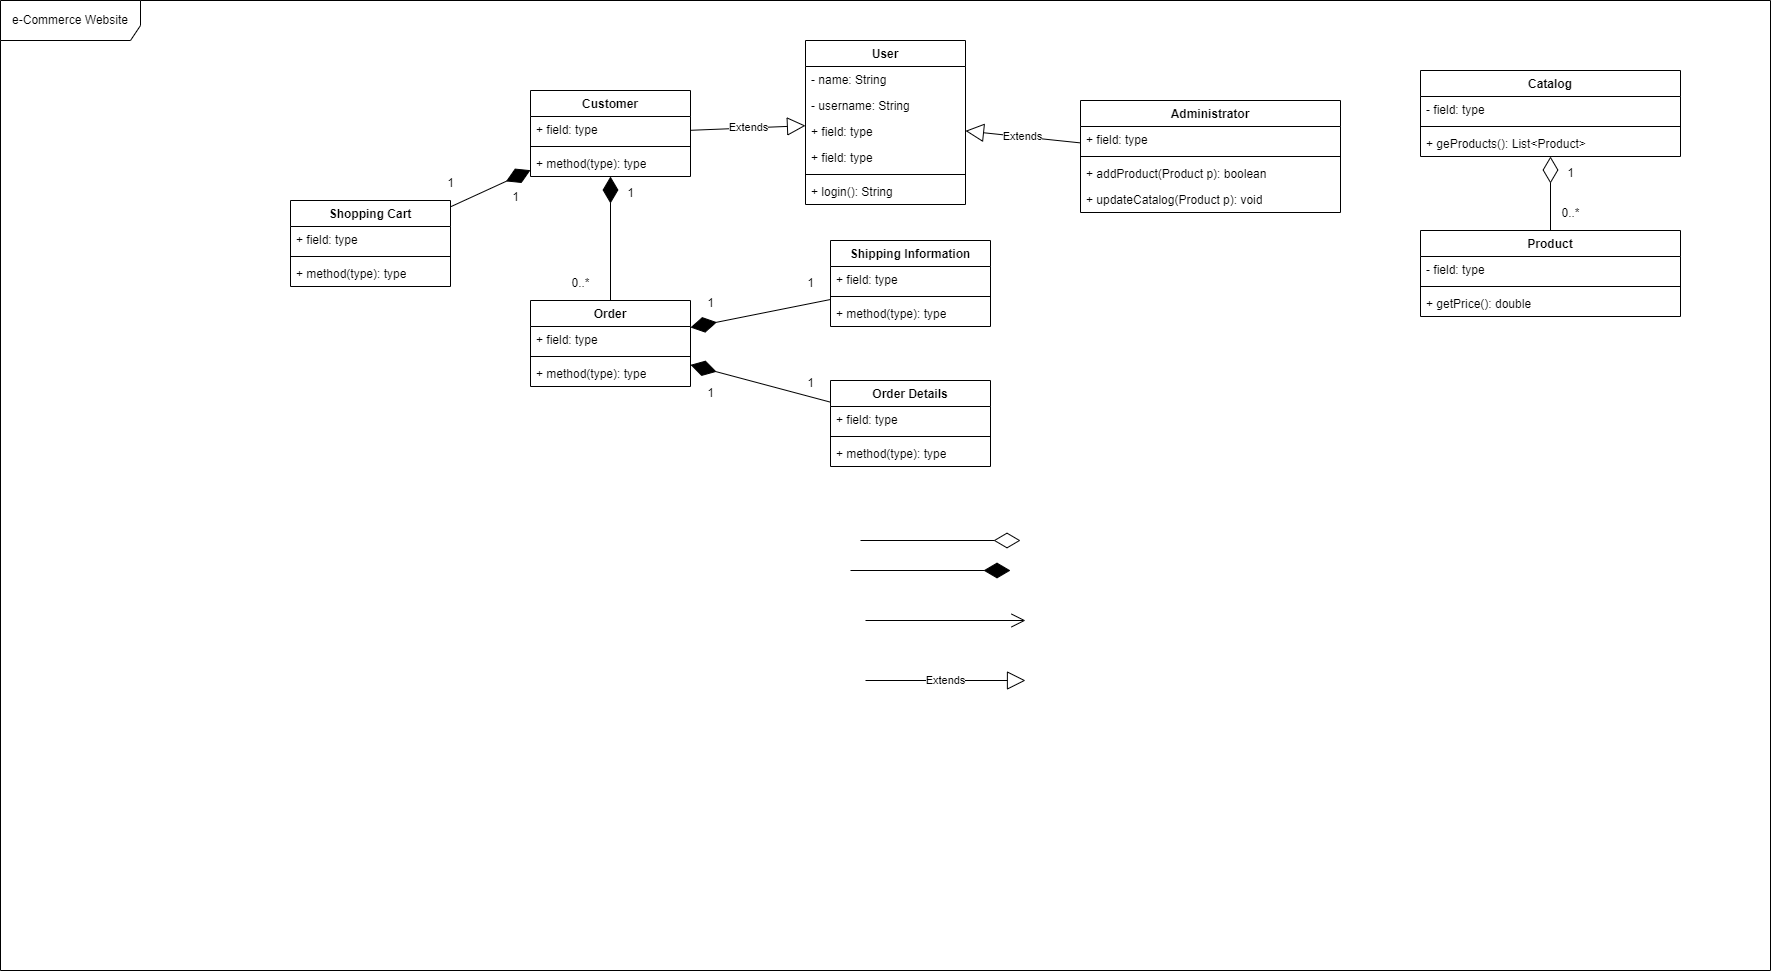 e-Commerce Website
User
- name: String
- username: String
+ field: type
+ field: type
+ login(): String
Customer
+ field: type
+ method(type): type
Extends
Extends
Administrator
+ field: type
+ addProduct(Product p): boolean
+ updateCatalog(Product p): void
Catalog
- field: type
+ geProducts(): List<Product>
1
0..*
Product
- field: type
+ getPrice(): double
1
1
Shopping Cart
+ field: type
+ method(type): type
1
0..*
Order
+ field: type
+ method(type): type
1
1
Shipping Information
+ field: type
+ method(type): type
1
1
Order Details
+ field: type
+ method(type): type
Extends